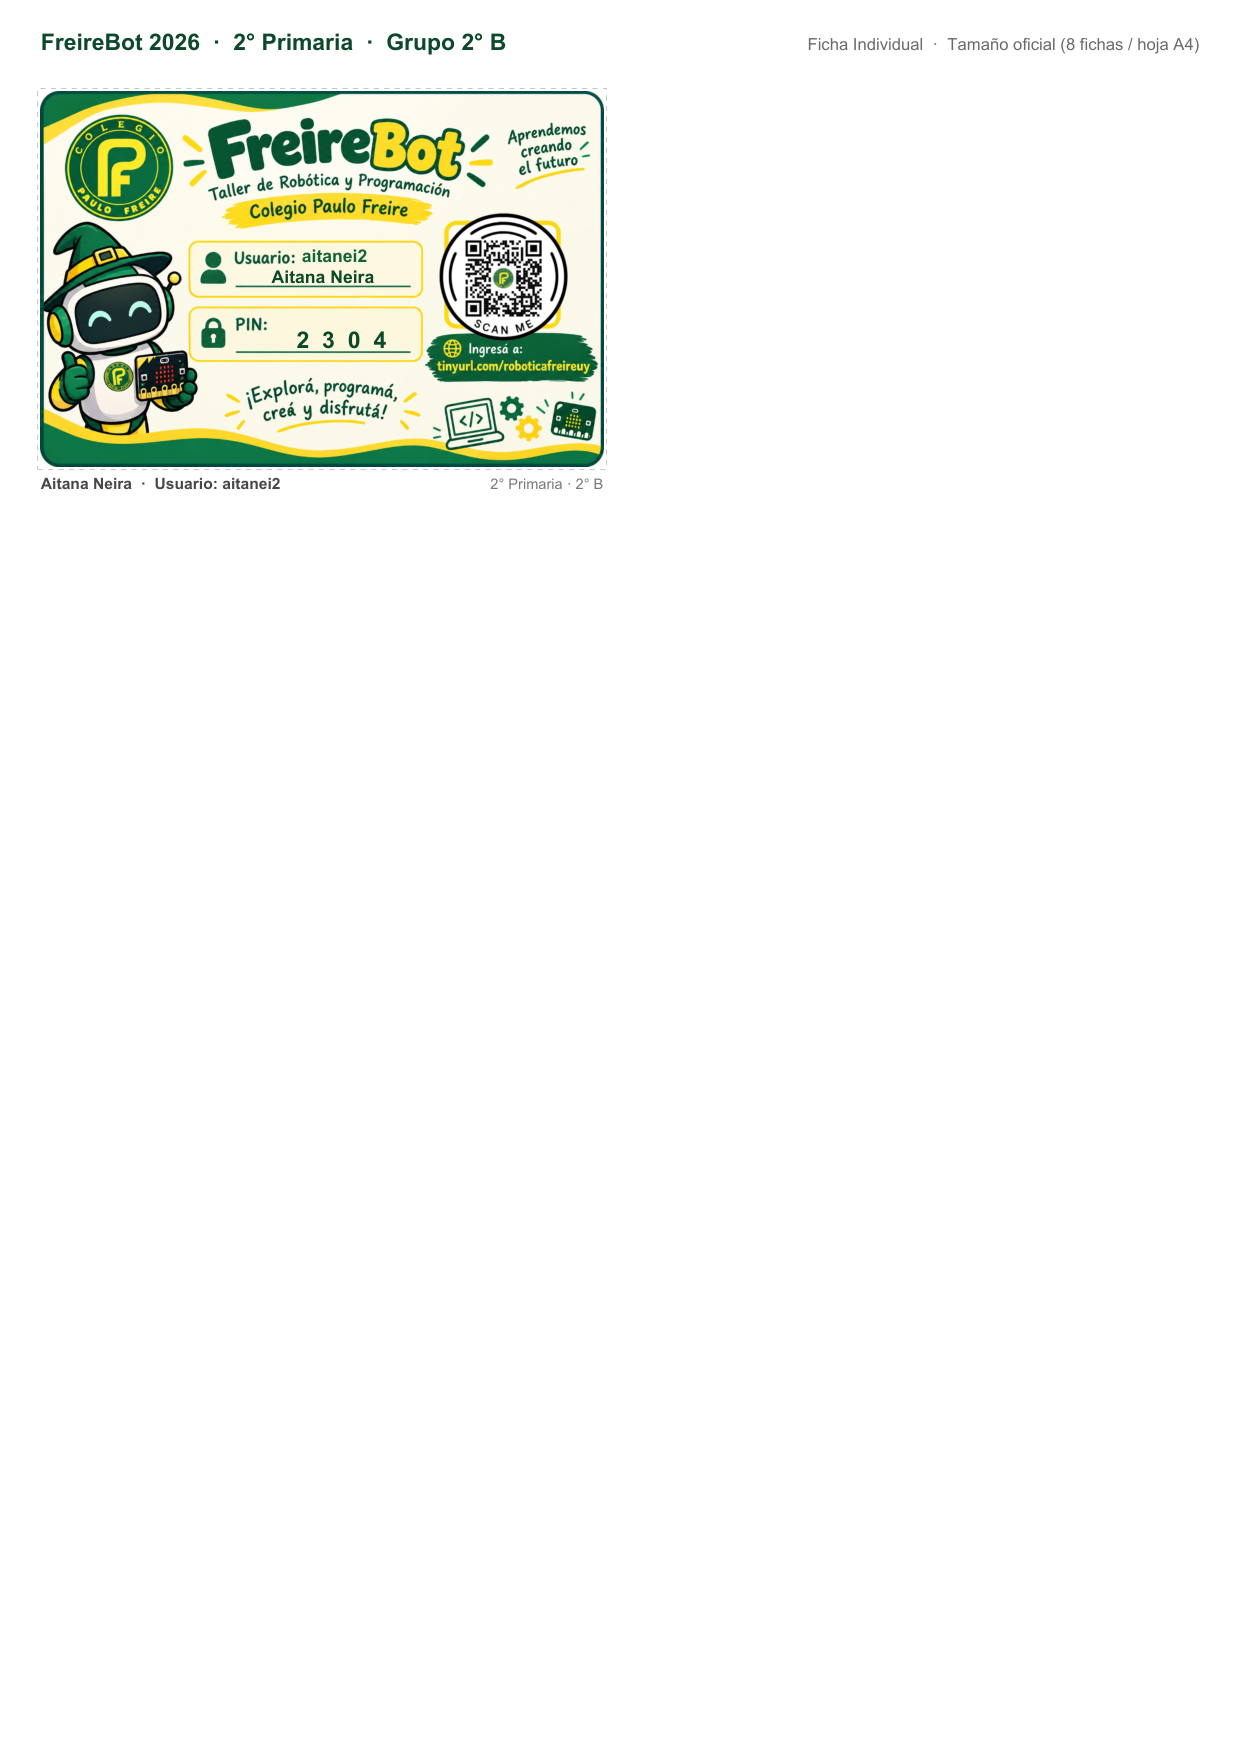 FreireBot 2026 · 2° Primaria · Grupo 2° B
Ficha Individual · Tamaño oficial (8 fichas / hoja A4)
COLEGIO
PAULO FREIRE
FreireBot
Taller de Robótica y Programación
Colegio Paulo Freire
Aprendemos
creando
el futuro
Usuario: aitanei2
Aitana Neira
PIN:
2 3 0 4
SCAN ME
Ingresá a:
tinyurl.com/roboticafreireuy
¡Explorá, programá,
creá y disfrutá!
</>
Aitana Neira · Usuario: aitanei2
2° Primaria · 2° B